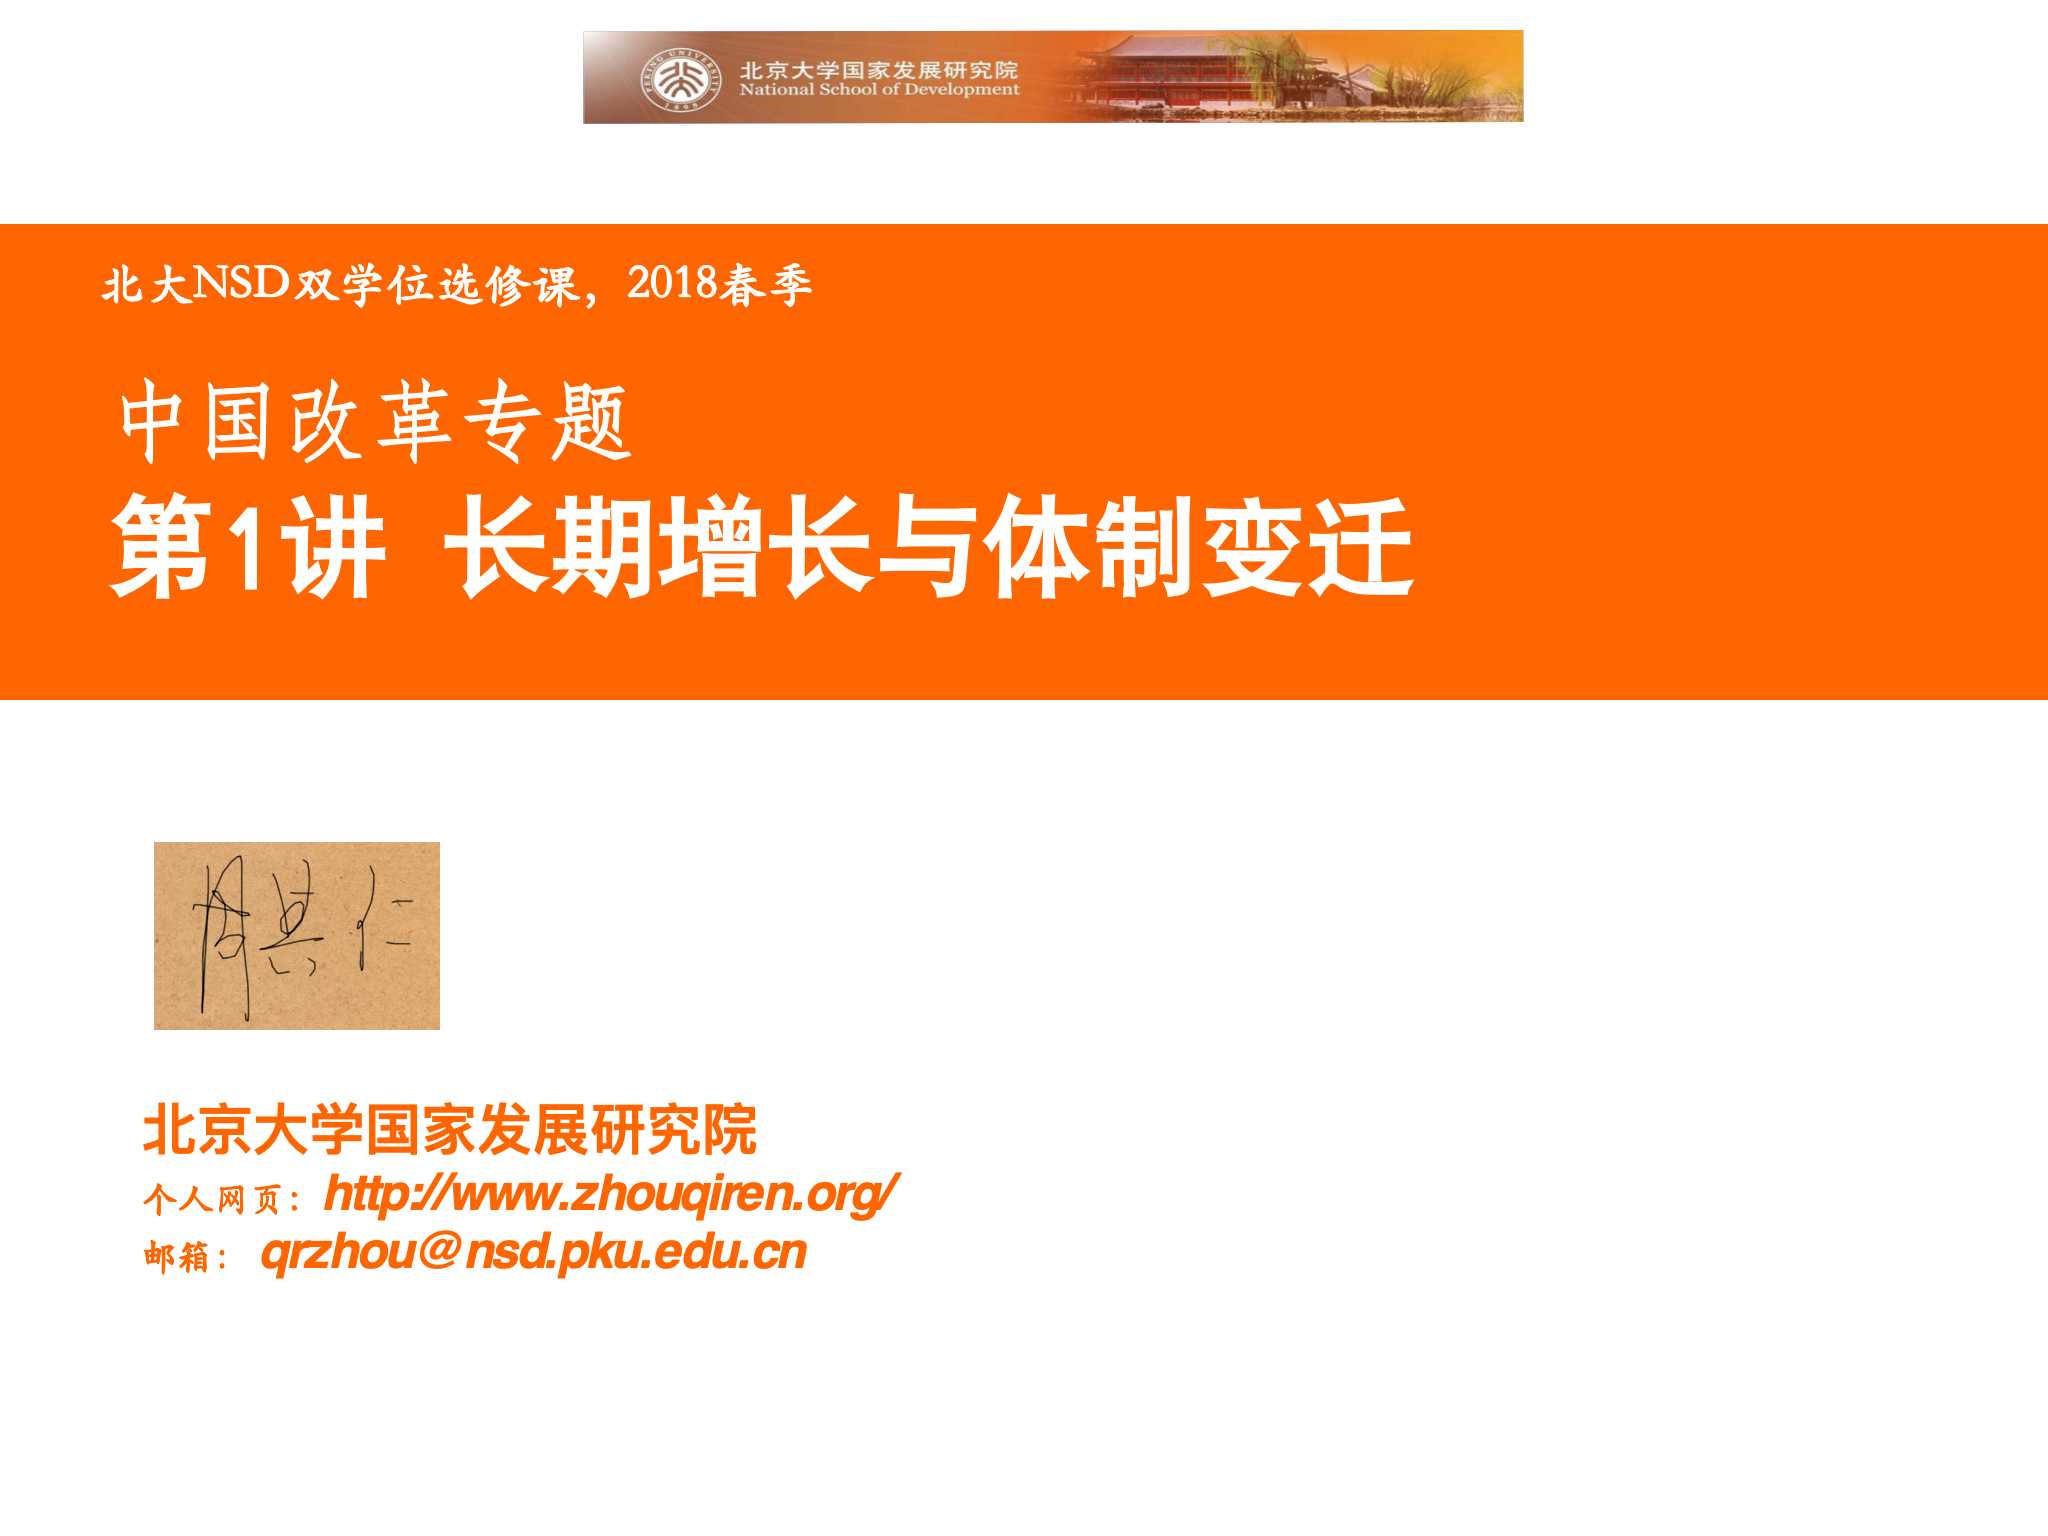 北京大学国家发展研究院
National School of Development
PEKING UNIVERSITY
1898
北大NSD双学位选修课，2018春季
中国改革专题
第1讲 长期增长与体制变迁
周其仁
北京大学国家发展研究院
个人网页：http://www.zhouqiren.org/
邮箱： qrzhou@nsd.pku.edu.cn